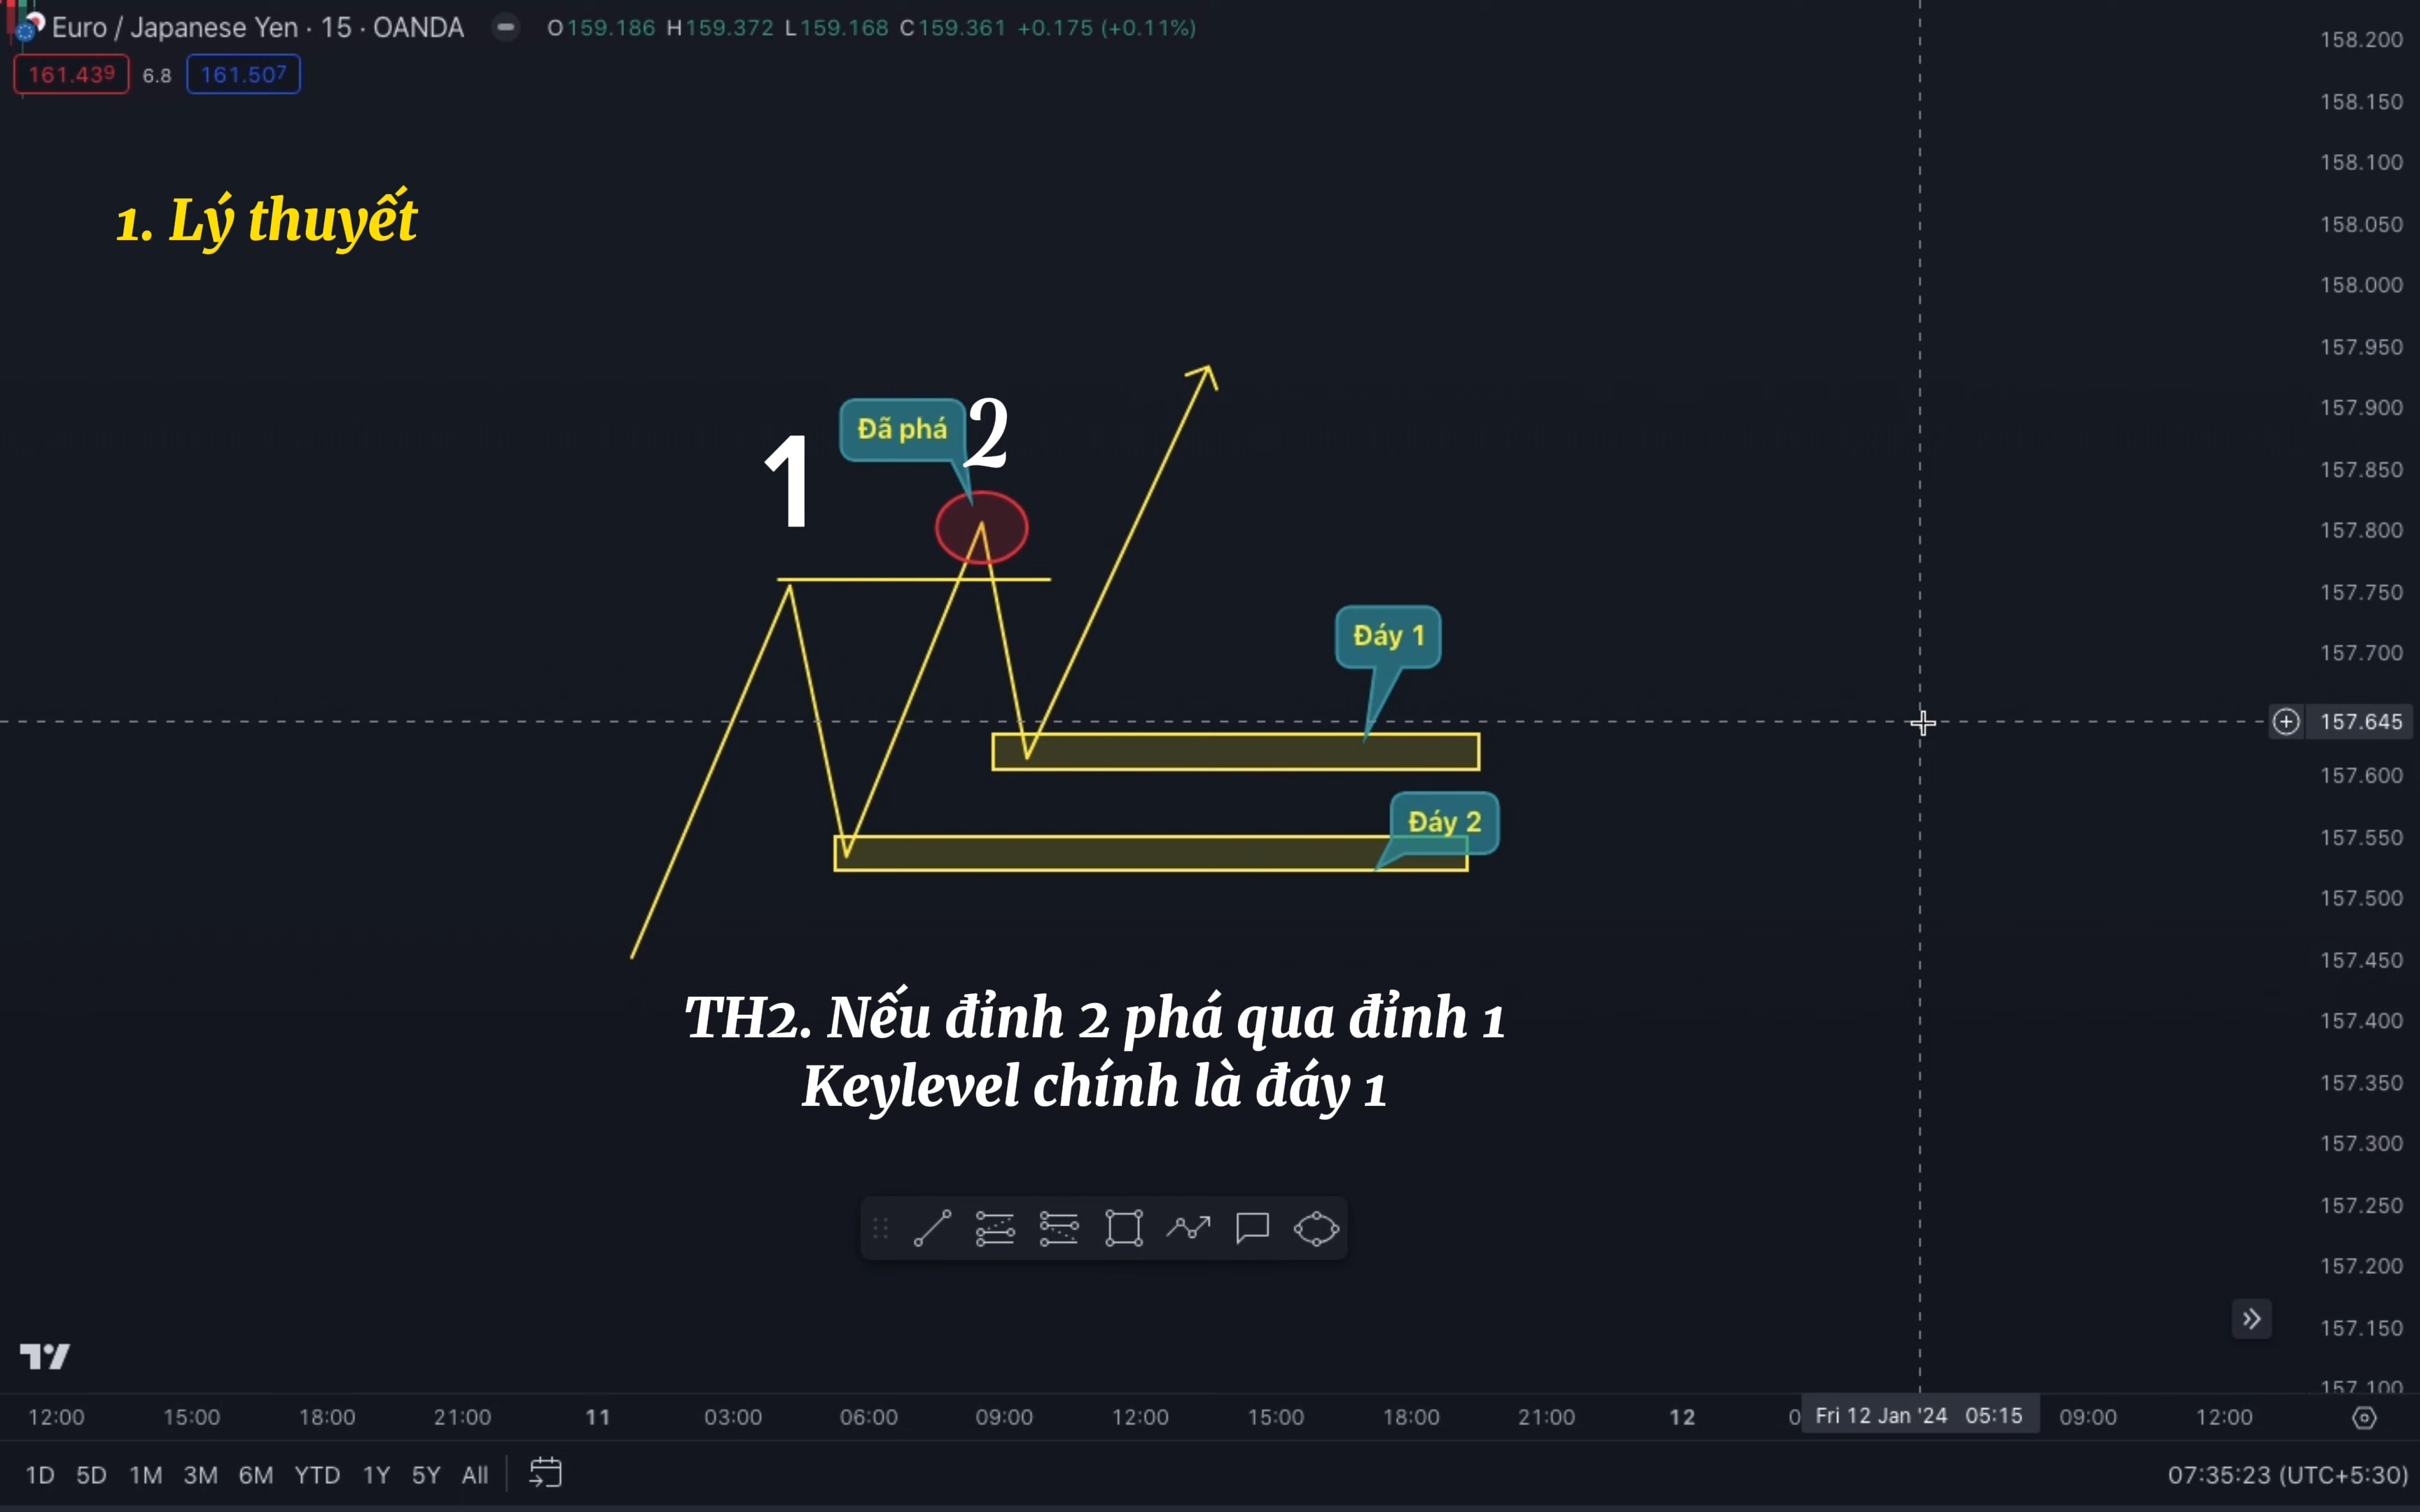 Euro / Japanese Yen · 15 · OANDA O159.186 H159.372 L159.168 C159.361 +0.175 (+0.11%)
161.439 6.8 161.507
1. Lý thuyết
1
Đã phá
2
Đáy 1
Đáy 2
TH2. Nếu đỉnh 2 phá qua đỉnh 1
Keylevel chính là đáy 1
158.200
158.150
158.100
158.050
158.000
157.950
157.900
157.850
157.800
157.750
157.700
157.645
157.600
157.550
157.500
157.450
157.400
157.350
157.300
157.250
157.200
157.150
157.100
12:00 15:00 18:00 21:00 11 03:00 06:00 09:00 12:00 15:00 18:00 21:00 12 0 Fri 12 Jan '24 05:15 09:00 12:00
1D 5D 1M 3M 6M YTD 1Y 5Y All 07:35:23 (UTC+5:30)